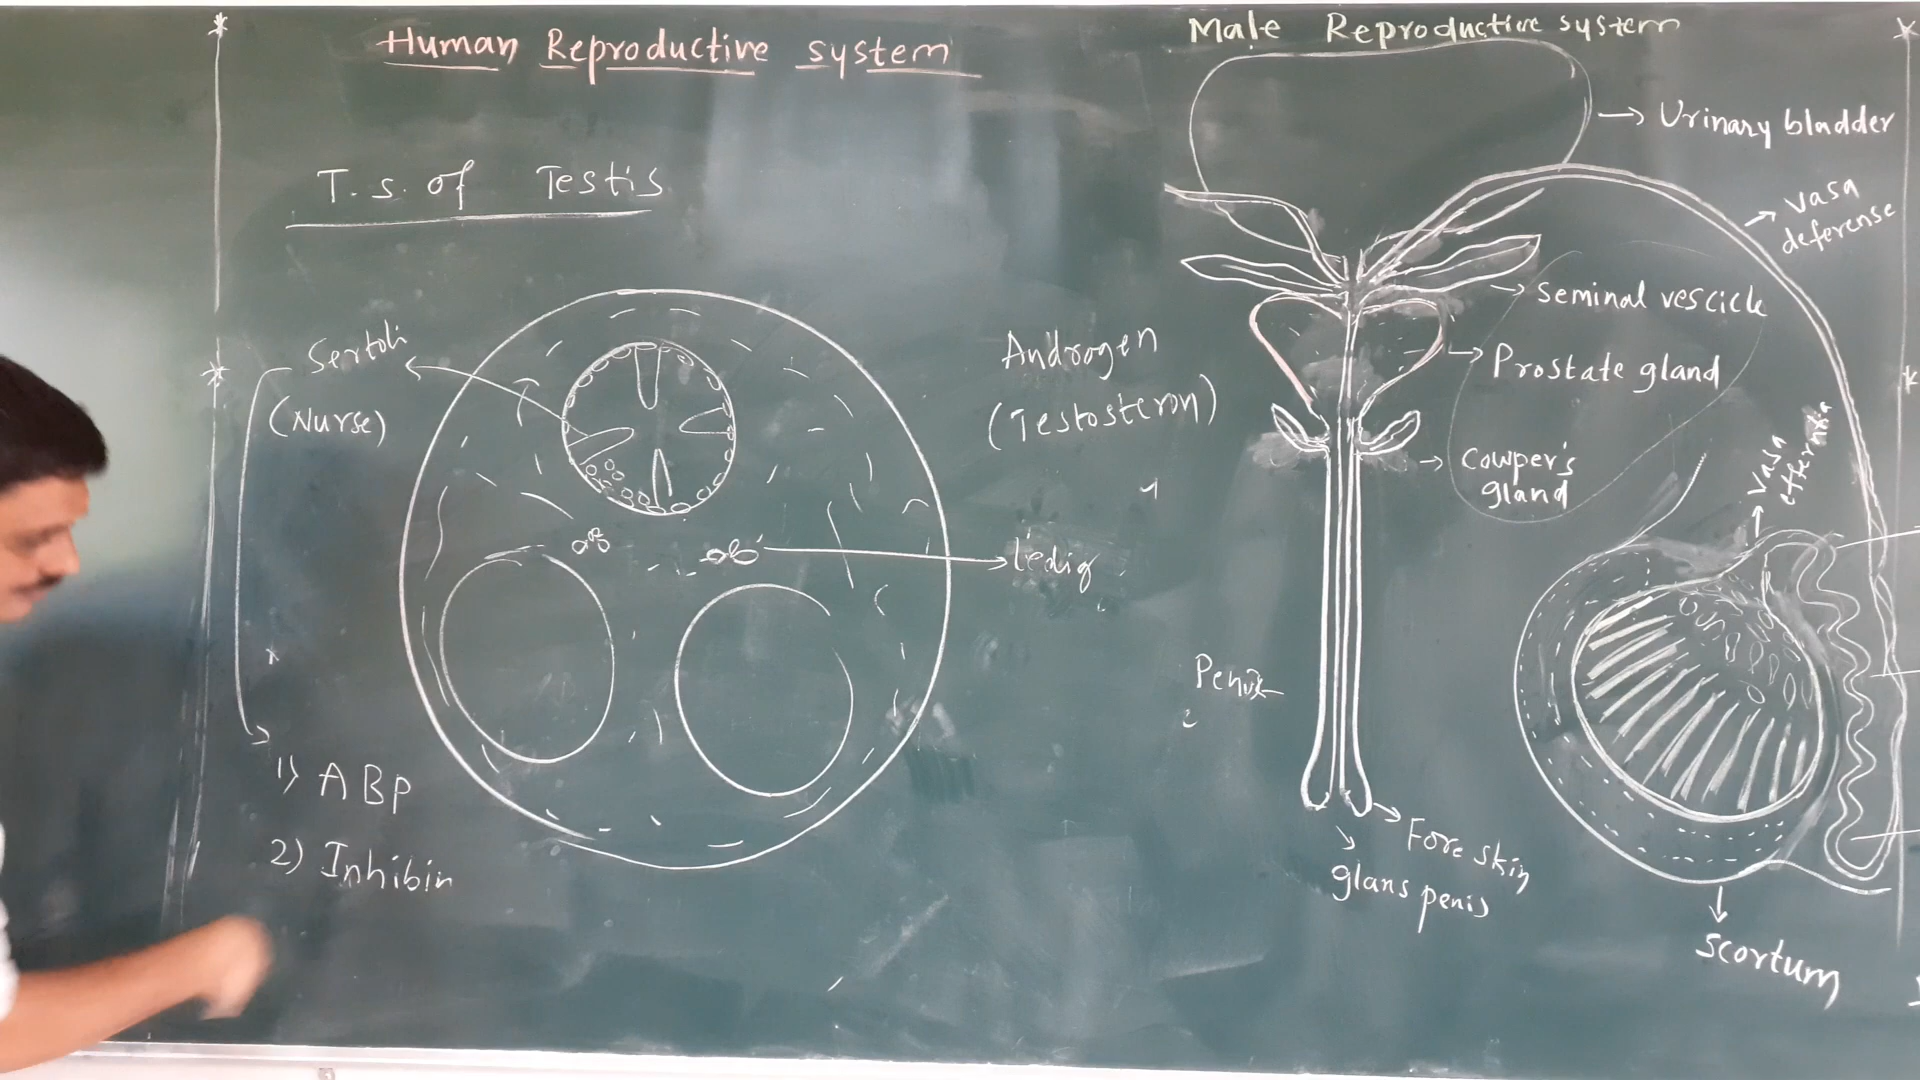 Human Reproductive system
T.s. of Testis
Sertoli
(Nurse)
1) ABP
2) Inhibin
Androgen
(Testosteron)
Ledig
Male Reproductive system
Urinary bladder
Vasa
deferense
Seminal vescicle
Prostate gland
Cowper's
gland
Vasa
Penis
Fore skin
glans penis
Scortum